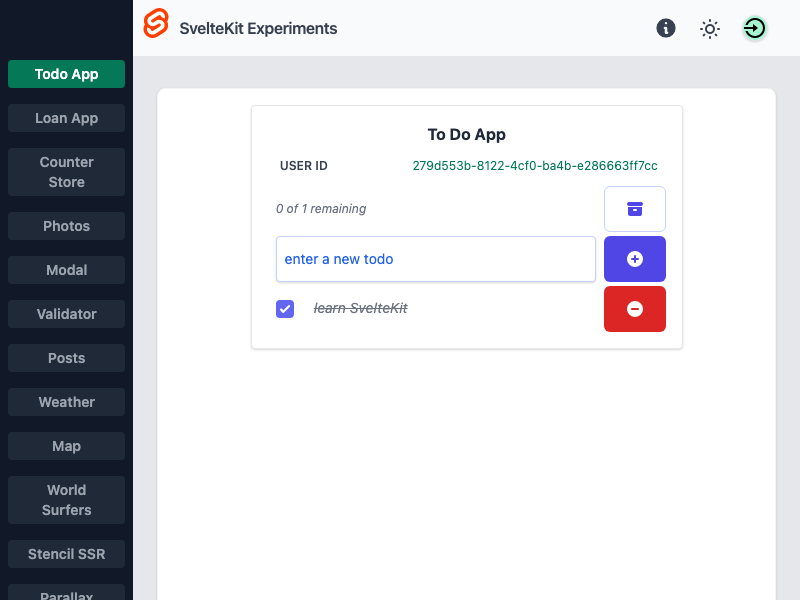 SvelteKit Experiments
Todo App
Loan App
Counter
Store
Photos
Modal
Validator
Posts
Weather
Map
World
Surfers
Stencil SSR
Parallax
To Do App
USER ID 279d553b-8122-4cf0-ba4b-e286663ff7cc
0 of 1 remaining
enter a new todo
learn SvelteKit